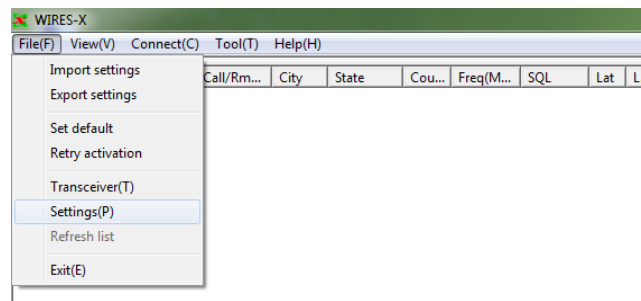 WIRES-X
File(F) View(V) Connect(C) Tool(T) Help(H)
Call/Rm... City State Cou... Freq(M... SQL Lat L
Import settings
Export settings
Set default
Retry activation
Transceiver(T)
Settings(P)
Refresh list
Exit(E)